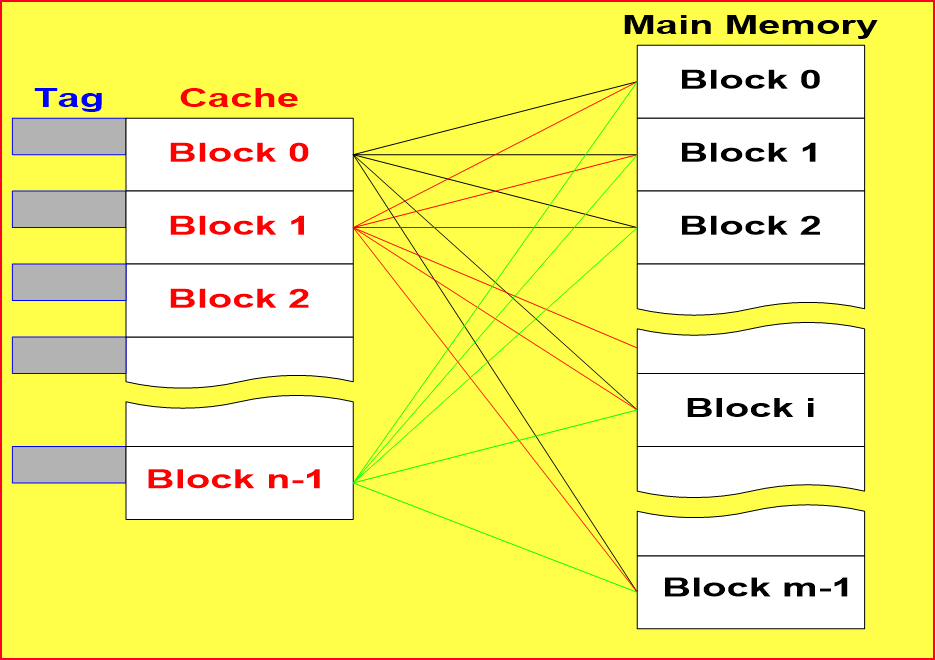 Main Memory
Tag
Cache
Block 0
Block 1
Block 2
Block n-1
Block 0
Block 1
Block 2
Block i
Block m-1